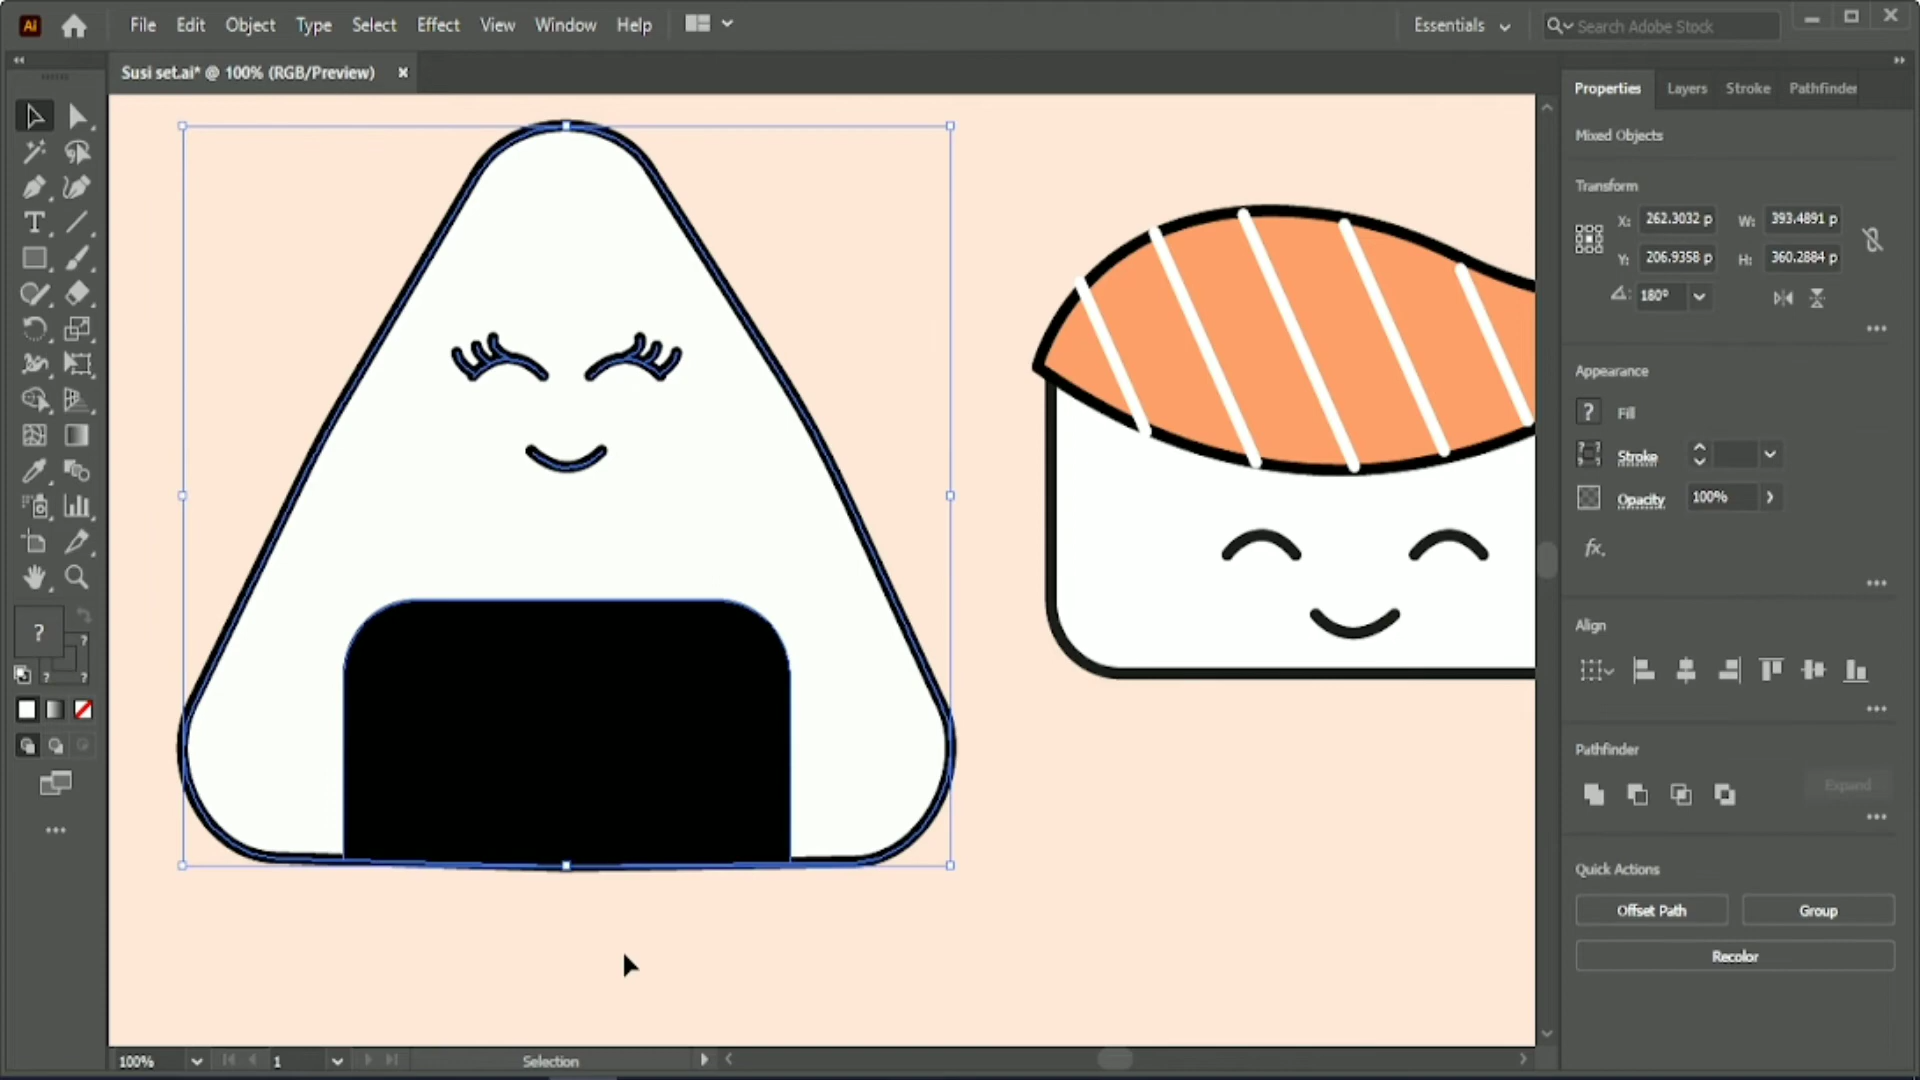 Ai File Edit Object Type Select Effect View Window Help Essentials Search Adobe Stock
Susi set.ai* @ 100% (RGB/Preview) ×
Properties Layers Stroke Pathfinder
Mixed Objects
Transform
X: 262.3032 p W: 393.4891 p
Y: 206.9358 p H: 360.2884 p
180°
Appearance
? Fill
Stroke
Opacity 100%
fx.
Align
Pathfinder
Expand
Quick Actions
Offset Path Group
Recolor
T
?
?
? ?
100% 1 Selection